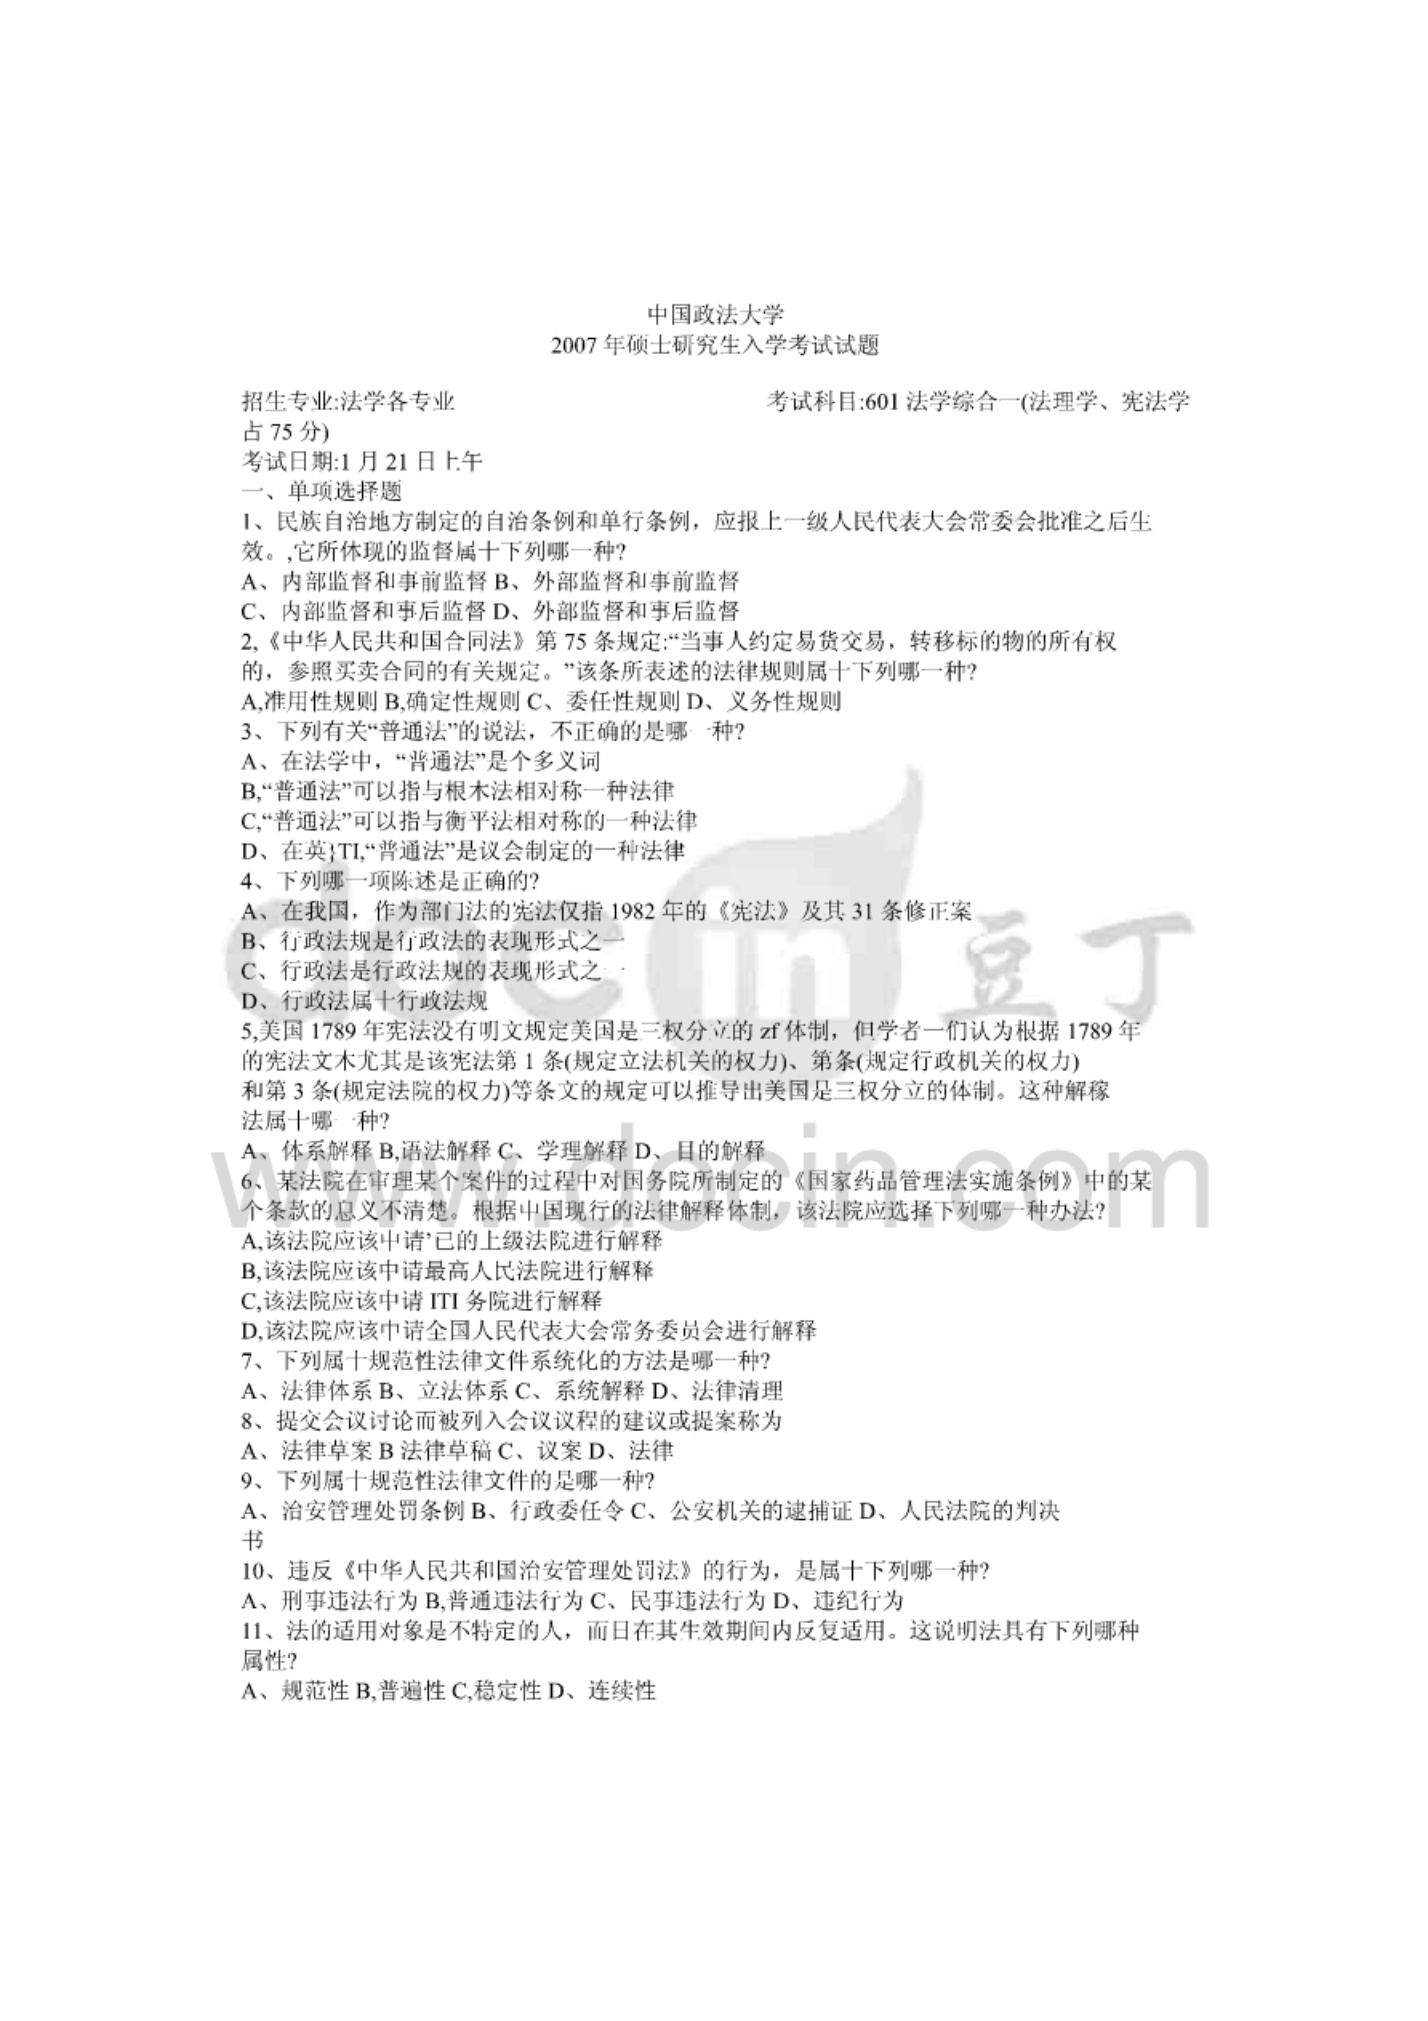 中国政法大学
2007 年硕士研究生入学考试试题
招生专业:法学各专业 考试科目:601 法学综合一(法理学、宪法学
占 75 分)
考试日期:1 月 21 日上午
一、单项选择题
1、民族自治地方制定的自治条例和单行条例，应报上一级人民代表大会常委会批准之后生
效。,它所体现的监督属十下列哪一种?
A、内部监督和事前监督 B、外部监督和事前监督
C、内部监督和事后监督 D、外部监督和事后监督
2,《中华人民共和国合同法》第 75 条规定:“当事人约定易货交易，转移标的物的所有权
的，参照买卖合同的有关规定。”该条所表述的法律规则属十下列哪一种?
A,准用性规则 B,确定性规则 C、委任性规则 D、义务性规则
3、下列有关“普通法”的说法，不正确的是哪一种?
A、在法学中，“普通法”是个多义词
B,“普通法”可以指与根木法相对称一种法律
C,“普通法”可以指与衡平法相对称的一种法律
D、在英}TI,“普通法”是议会制定的一种法律
4、下列哪一项陈述是正确的?
A、在我国，作为部门法的宪法仅指 1982 年的《宪法》及其 31 条修正案
B、行政法规是行政法的表现形式之一
C、行政法是行政法规的表现形式之一
D、行政法属十行政法规
5,美国 1789 年宪法没有明文规定美国是三权分立的 zf 体制，但学者一们认为根据 1789 年
的宪法文木尤其是该宪法第 1 条(规定立法机关的权力)、第条(规定行政机关的权力)
和第 3 条(规定法院的权力)等条文的规定可以推导出美国是三权分立的体制。这种解稼
法属十哪一种?
A、体系解释 B,语法解释 C、学理解释 D、目的解释
6、某法院在审理某个案件的过程中对国务院所制定的《国家药品管理法实施条例》中的某
个条款的总义不清楚。根据中国现行的法律解释体制，该法院应选择下列哪一种办法?
A,该法院应该中请’己的上级法院进行解释
B,该法院应该中请最高人民法院进行解释
C,该法院应该中请 ITI 务院进行解释
D,该法院应该中请全国人民代表大会常务委员会进行解释
7、下列属十规范性法律文件系统化的方法是哪一种?
A、法律体系 B、立法体系 C、系统解释 D、法律清理
8、提交会议讨论而被列入会议议程的建议或提案称为
A、法律草案 B 法律草稿 C、议案 D、法律
9、下列属十规范性法律文件的是哪一种?
A、治安管理处罚条例 B、行政委任令 C、公安机关的逮捕证 D、人民法院的判决
书
10、违反《中华人民共和国治安管理处罚法》的行为，是属十下列哪一种?
A、刑事违法行为 B,普通违法行为 C、民事违法行为 D、违纪行为
11、法的适用对象是不特定的人，而日在其生效期间内反复适用。这说明法具有下列哪种
属性?
A、规范性 B,普遍性 C,稳定性 D、连续性
docin 豆丁
www.docin.com